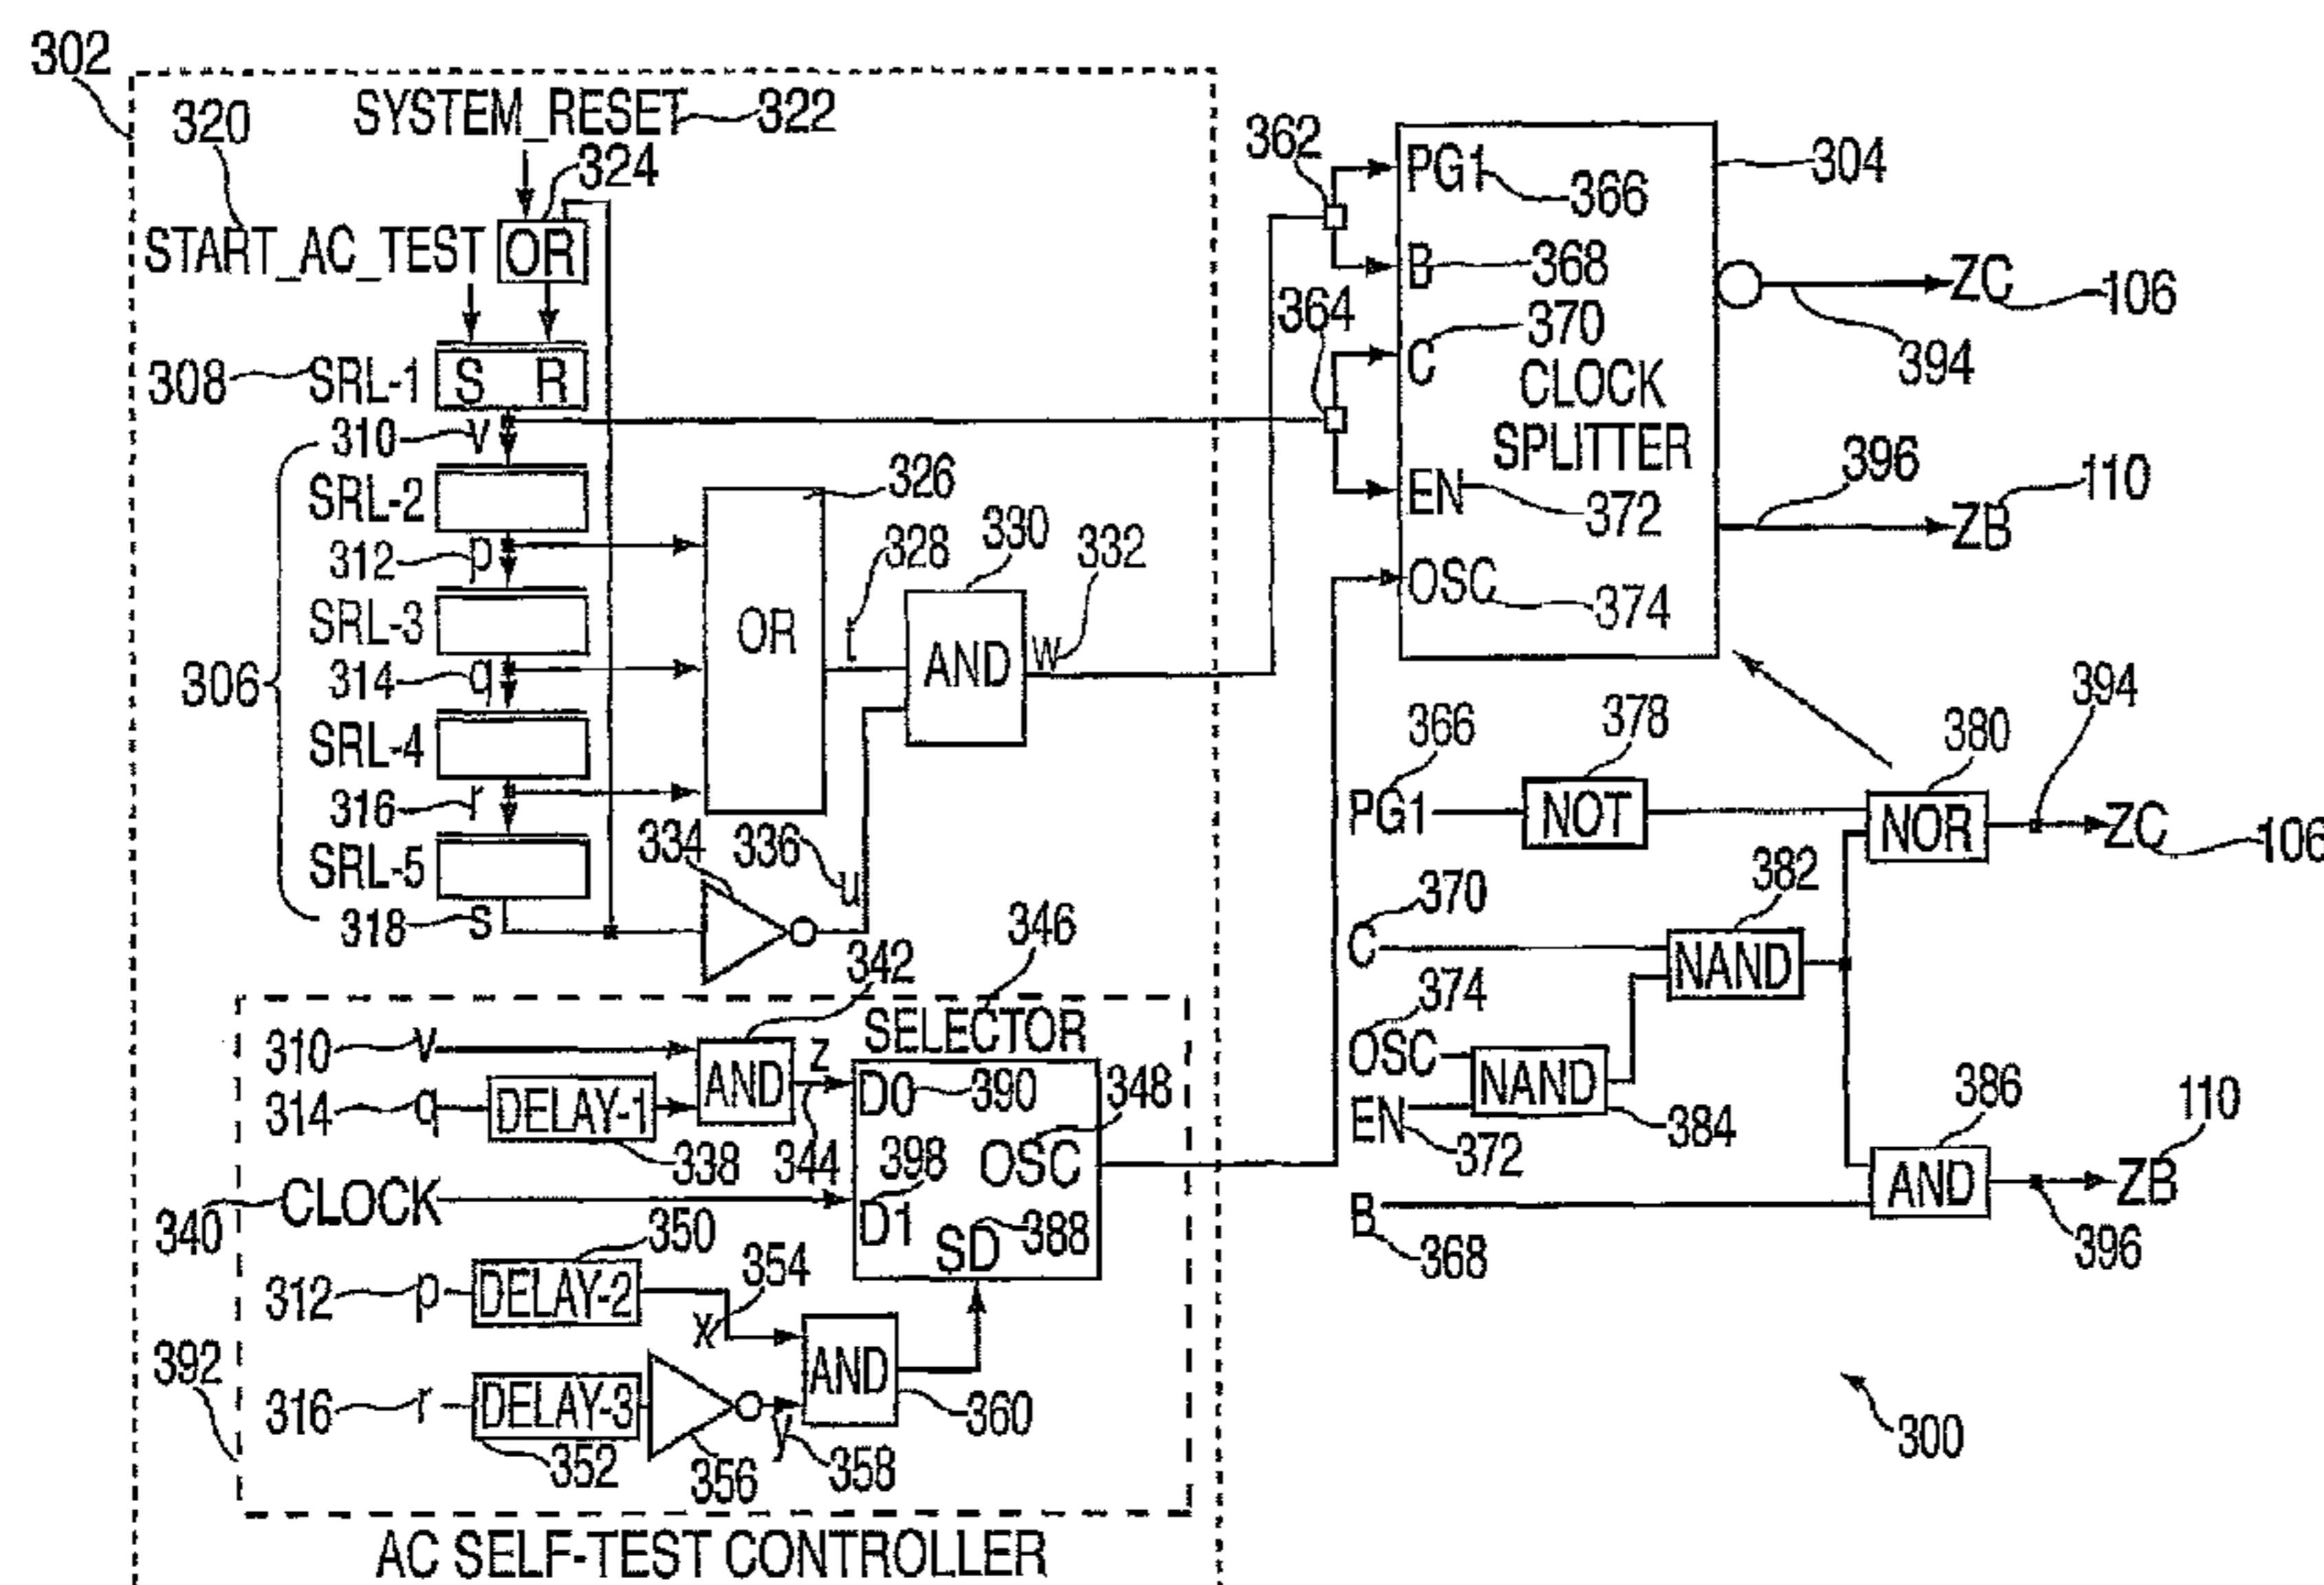 302
SYSTEM_RESET 322
320
324
START_AC_TEST OR
308 SRL-1 S R
310 v
SRL-2
312 p
SRL-3
306
314 q
SRL-4
316 r
SRL-5
318 s
326
OR
t 328
330
AND
w 332
334
336
u
342
346
SELECTOR
310 v
314 q DELAY-1
338
AND
z
344
D0 390
348
398
OSC
D1
SD 388
340 CLOCK
350
312 p DELAY-2
354
x
392
316 r DELAY-3
352
356
y 358
AND
360
AC SELF-TEST CONTROLLER
362
364
PG1 366
304
B 368
370
C
CLOCK
SPLITTER
EN 372
OSC 374
ZC 106
394
396
110
ZB
366
378
380
394
PG1 NOT NOR ZC 106
370
382
C
NAND
374
OSC
NAND
EN
372
384
386
110
AND ZB
B
368
396
300